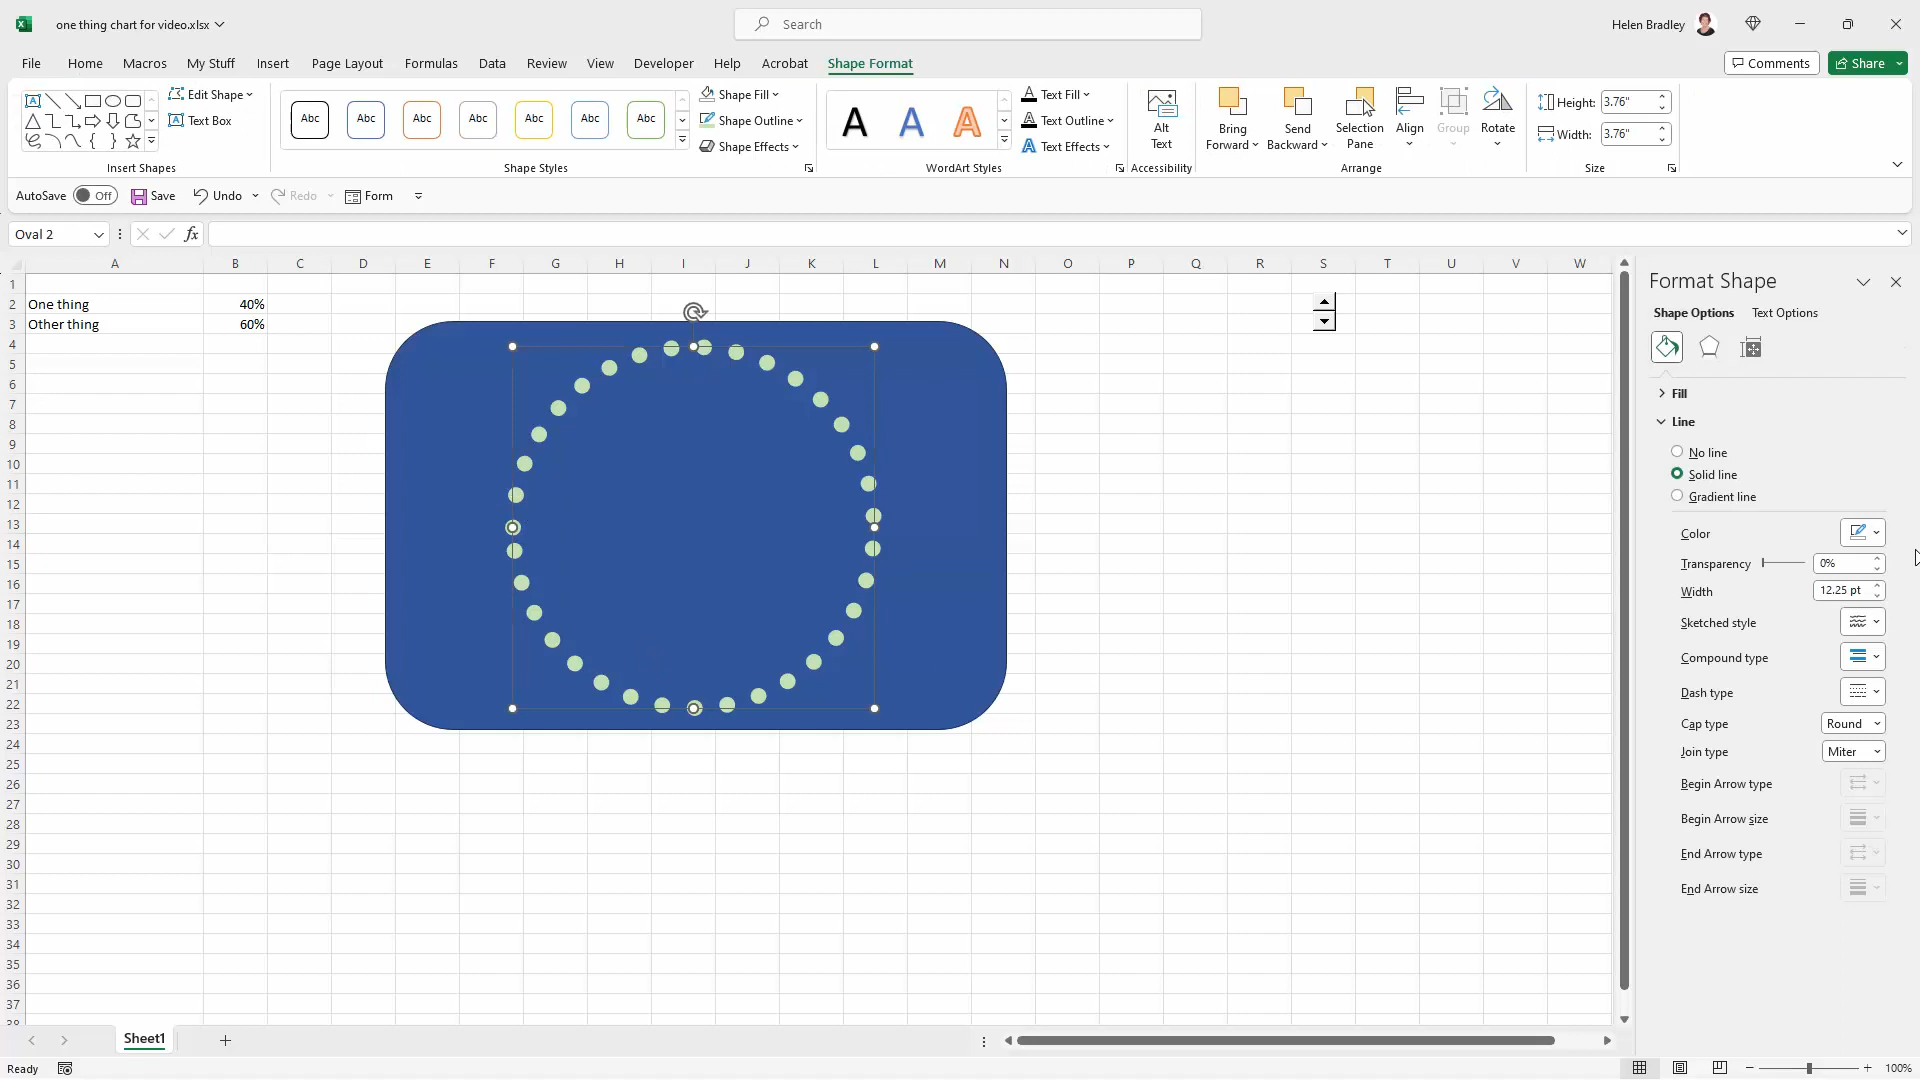 one thing chart for video.xlsx
Search
Helen Bradley
File Home Macros My Stuff Insert Page Layout Formulas Data Review View Developer Help Acrobat Shape Format
Comments Share
Edit Shape
Text Box
Insert Shapes
Abc Abc Abc Abc Abc Abc Abc
Shape Fill
Shape Outline
Shape Effects
Shape Styles
A A A
Text Fill
Text Outline
Text Effects
WordArt Styles
Alt Text
Accessibility
Bring Forward
Send Backward
Selection Pane
Align
Group
Rotate
Arrange
Height: 3.76"
Width: 3.76"
Size
AutoSave Off Save Undo Redo Form
Oval 2
fx
A B C D E F G H I J K L M N O P Q R S T U V W
1
2 One thing 40%
3 Other thing 60%
4
5
6
7
8
9
10
11
12
13
14
15
16
17
18
19
20
21
22
23
24
25
26
27
28
29
30
31
32
33
34
35
36
37
38
Format Shape
Shape Options Text Options
Fill
Line
No line
Solid line
Gradient line
Color
Transparency 0%
Width 12.25 pt
Sketched style
Compound type
Dash type
Cap type Round
Join type Miter
Begin Arrow type
Begin Arrow size
End Arrow type
End Arrow size
Sheet1
Ready
100%